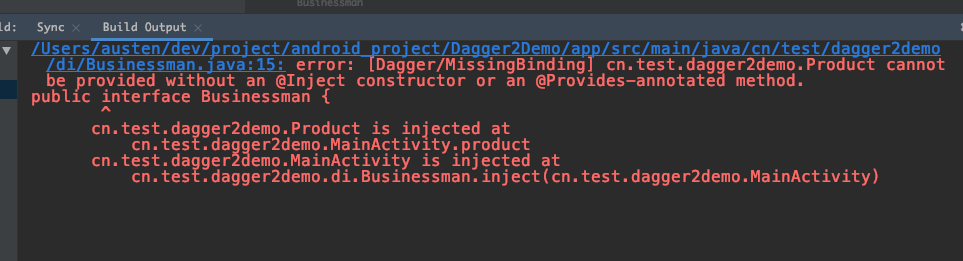 Businessman
ld: Sync × Build Output ×
/Users/austen/dev/project/android_project/Dagger2Demo/app/src/main/java/cn/test/dagger2demo
/di/Businessman.java:15: error: [Dagger/MissingBinding] cn.test.dagger2demo.Product cannot
be provided without an @Inject constructor or an @Provides-annotated method.
public interface Businessman {
^
cn.test.dagger2demo.Product is injected at
cn.test.dagger2demo.MainActivity.product
cn.test.dagger2demo.MainActivity is injected at
cn.test.dagger2demo.di.Businessman.inject(cn.test.dagger2demo.MainActivity)